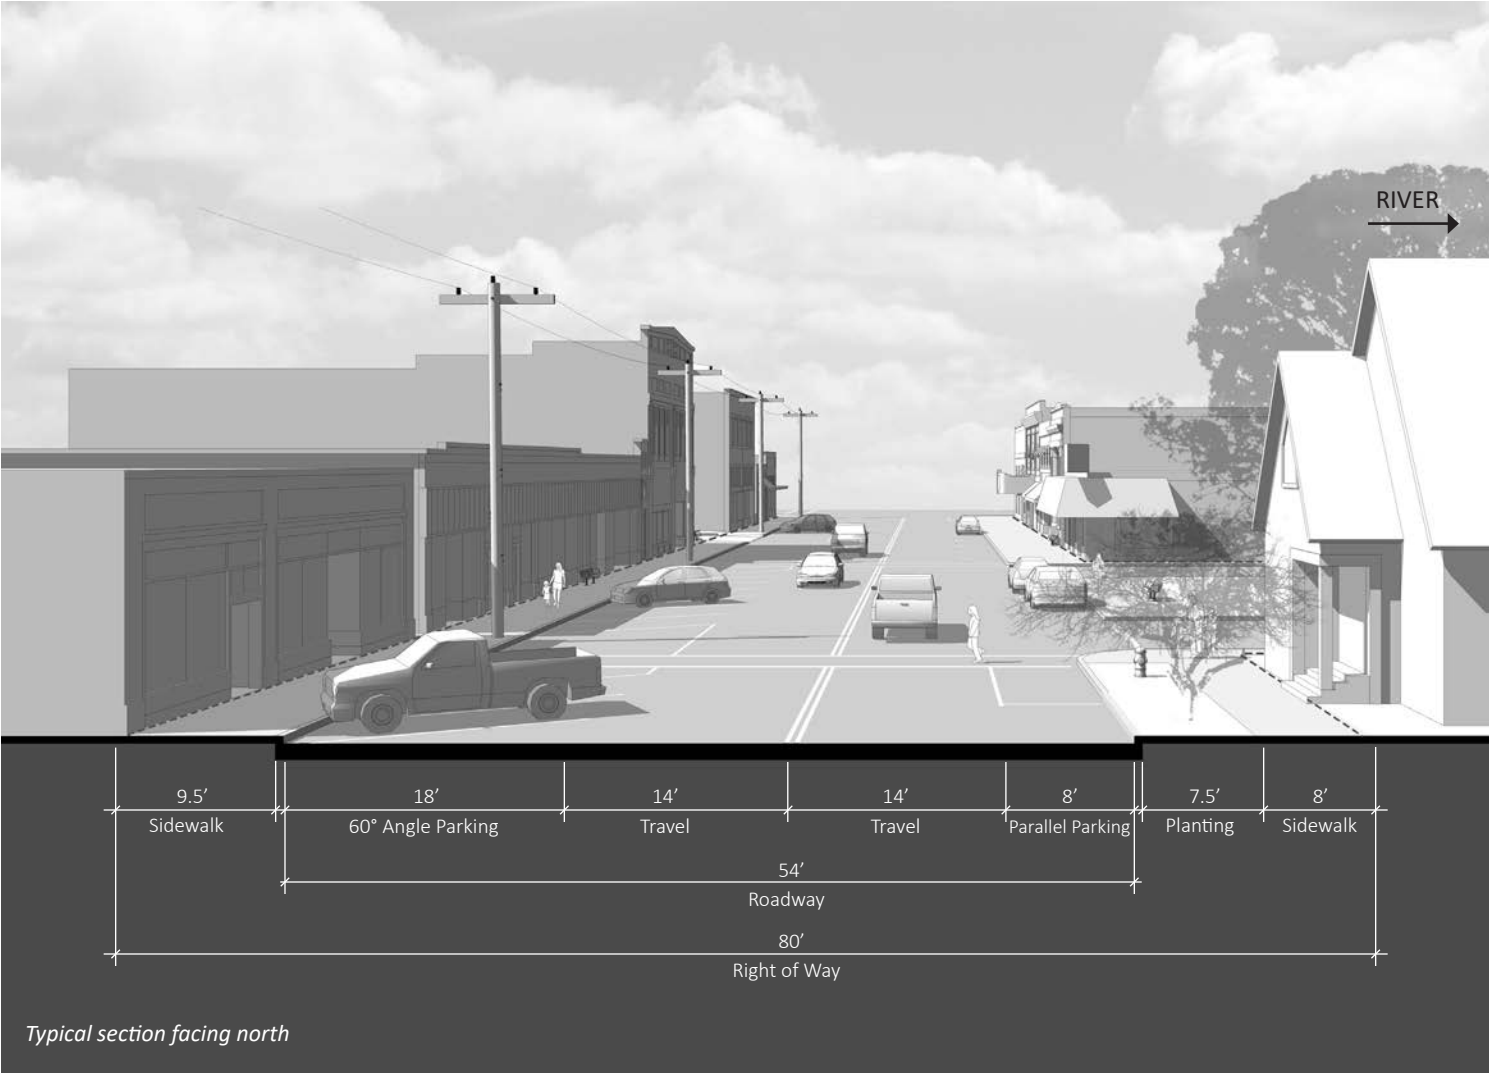 RIVER
9.5’
Sidewalk
18’
60° Angle Parking
14’
Travel
14’
Travel
8’
Parallel Parking
7.5’
Planting
8’
Sidewalk
54’
Roadway
80’
Right of Way
Typical section facing north